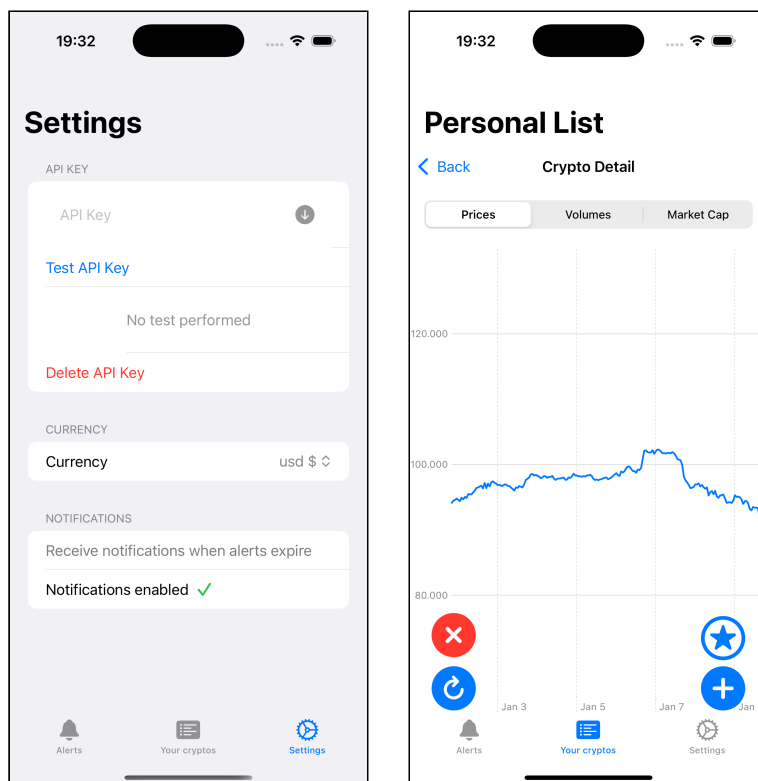 19:32
Settings
API KEY
API Key
Test API Key
No test performed
Delete API Key
CURRENCY
Currency usd $
NOTIFICATIONS
Receive notifications when alerts expire
Notifications enabled
Alerts Your cryptos Settings
19:32
Personal List
Back Crypto Detail
Prices Volumes Market Cap
120.000
100.000
80.000
Jan 3 Jan 5 Jan 7 Jan
Alerts Your cryptos Settings